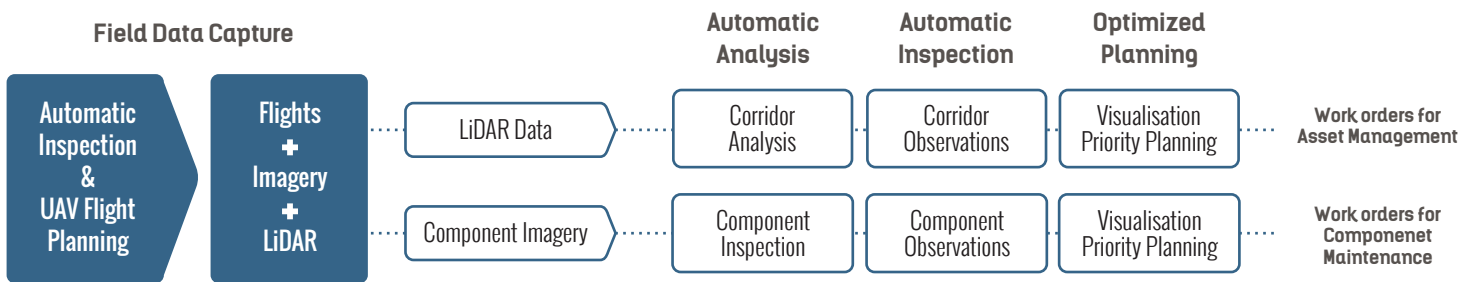 Field Data Capture
Automatic
Analysis
Automatic
Inspection
Optimized
Planning
Automatic
Inspection
&
UAV Flight
Planning
Flights
+
Imagery
+
LiDAR
LiDAR Data
Corridor
Analysis
Corridor
Observations
Visualisation
Priority Planning
Work orders for
Asset Management
Component Imagery
Component
Inspection
Component
Observations
Visualisation
Priority Planning
Work orders for
Componenet
Maintenance